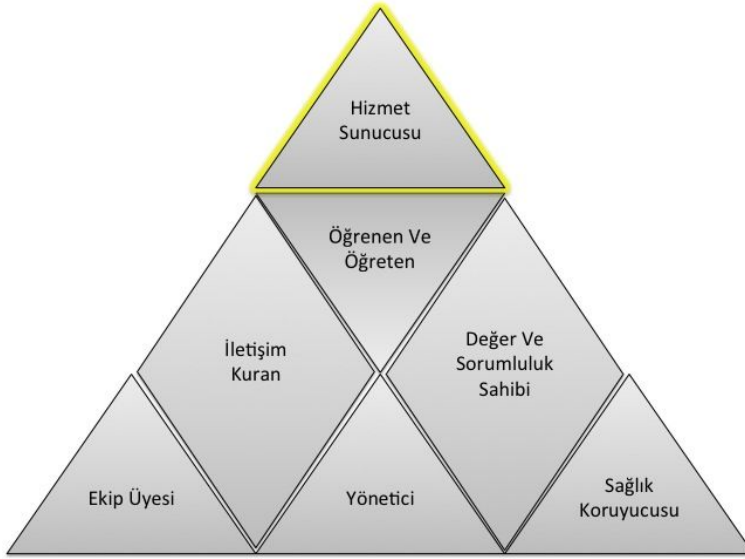 Hizmet
Sunucusu
Öğrenen Ve
Öğreten
İletişim
Kuran
Değer Ve
Sorumluluk
Sahibi
Ekip Üyesi
Yönetici
Sağlık
Koruyucusu